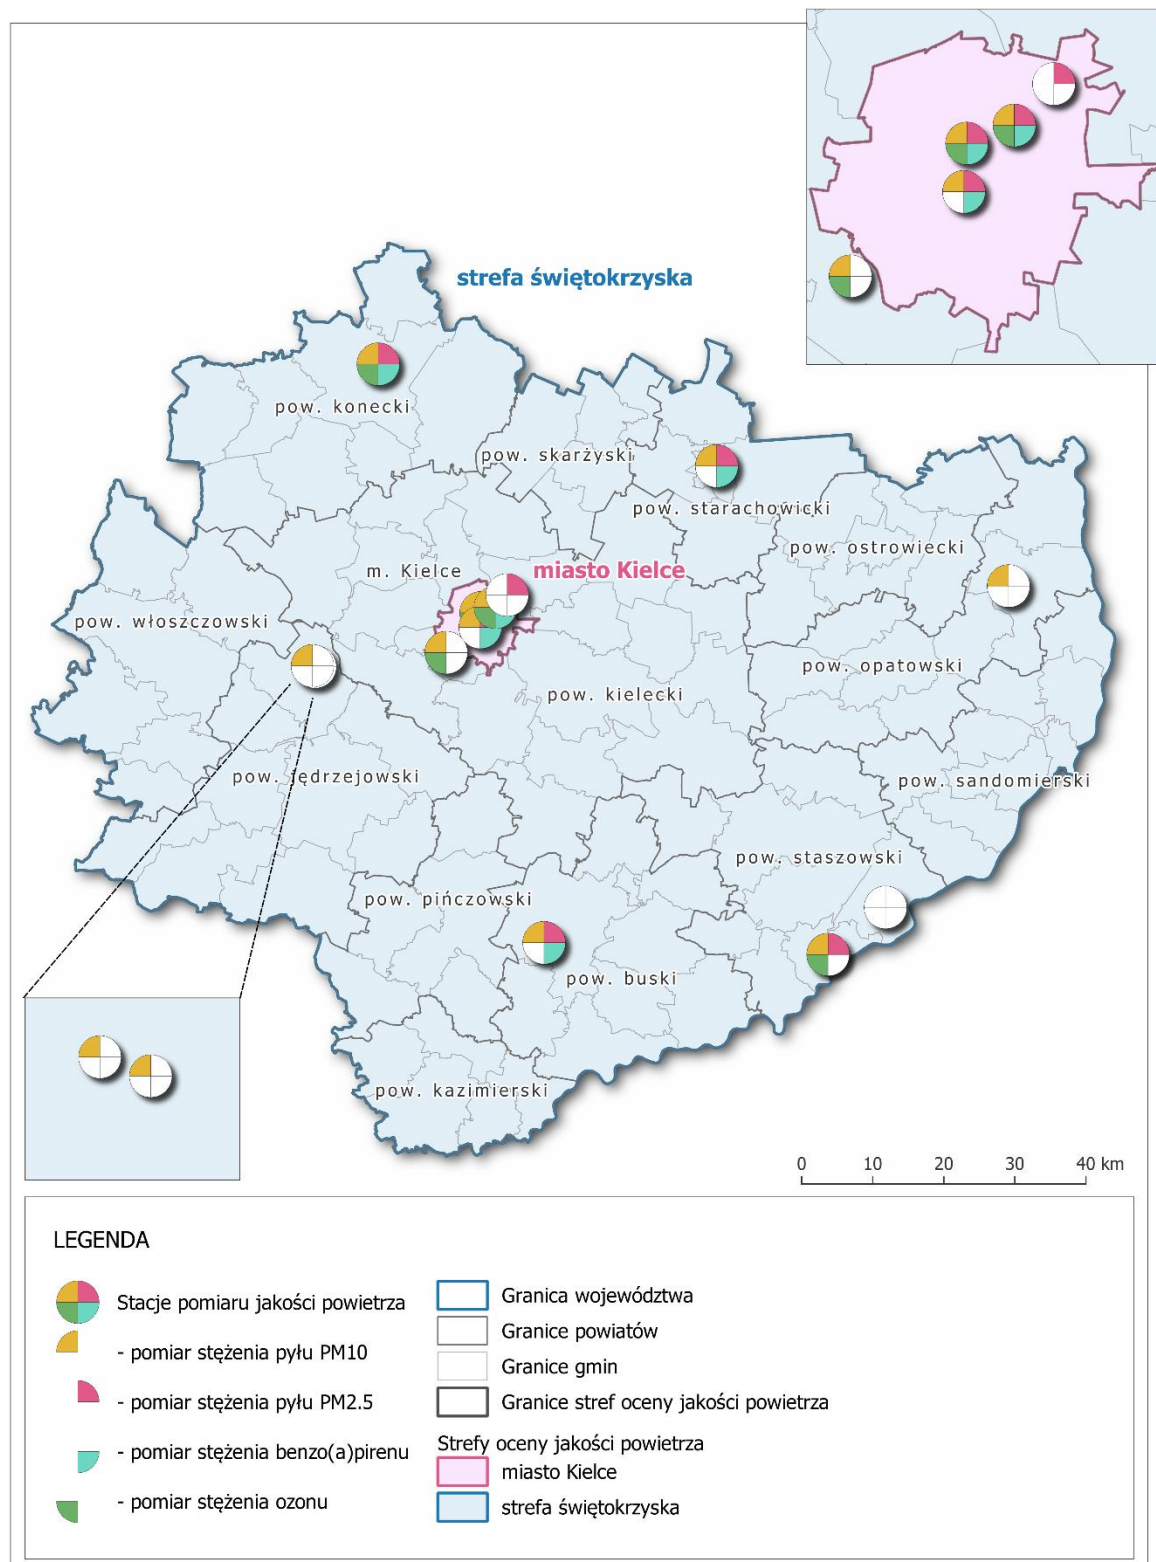 strefa świętokrzyska
pow. konecki
pow. skarżyski
pow. starachowicki
pow. ostrowiecki
m. Kielce
miasto Kielce
pow. włoszczowski
pow. opatowski
pow. kielecki
pow. jędrzejowski
pow. sandomierski
pow. staszowski
pow. pińczowski
pow. buski
pow. kazimierski
0 10 20 30 40 km
LEGENDA
Stacje pomiaru jakości powietrza
- pomiar stężenia pyłu PM10
- pomiar stężenia pyłu PM2.5
- pomiar stężenia benzo(a)pirenu
- pomiar stężenia ozonu
Granica województwa
Granice powiatów
Granice gmin
Granice stref oceny jakości powietrza
Strefy oceny jakości powietrza
miasto Kielce
strefa świętokrzyska